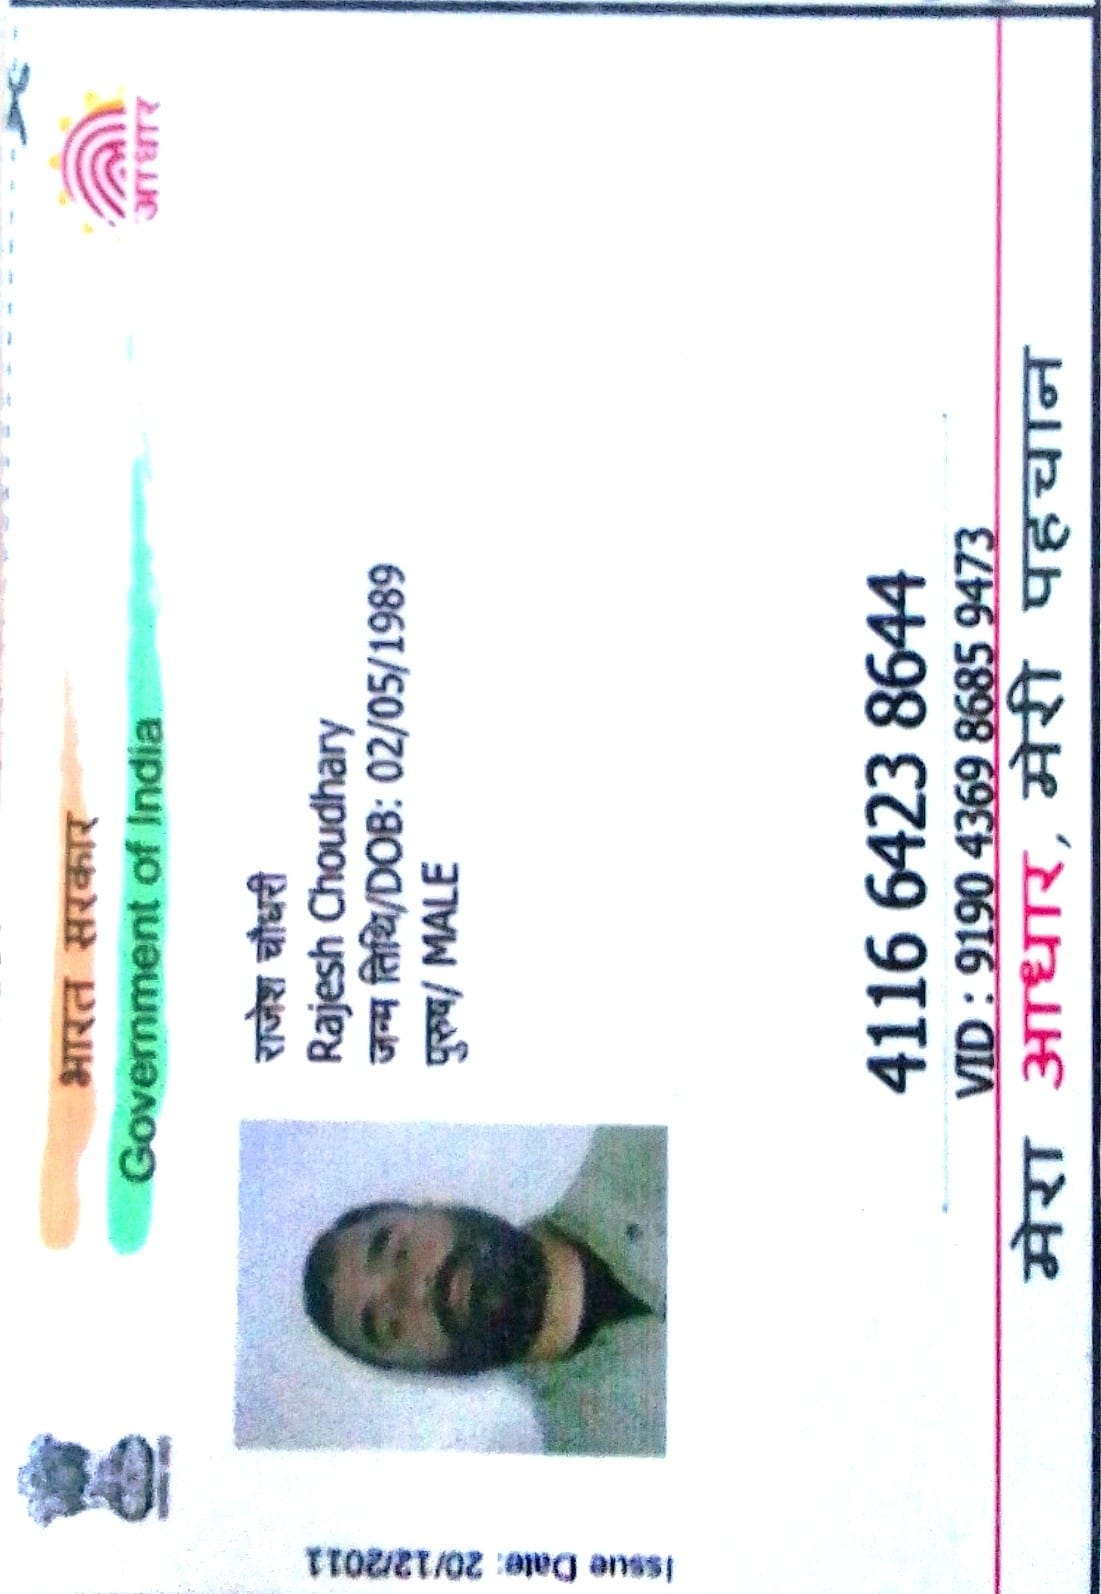 भारत सरकार
Government of India
आधार
Issue Date: 20/12/2011
राजेश चौधरी
Rajesh Choudhary
जन्म तिथि/DOB: 02/05/1989
पुरुष/ MALE
4116 6423 8644
VID : 9190 4369 8685 9473
मेरा आधार, मेरी पहचान